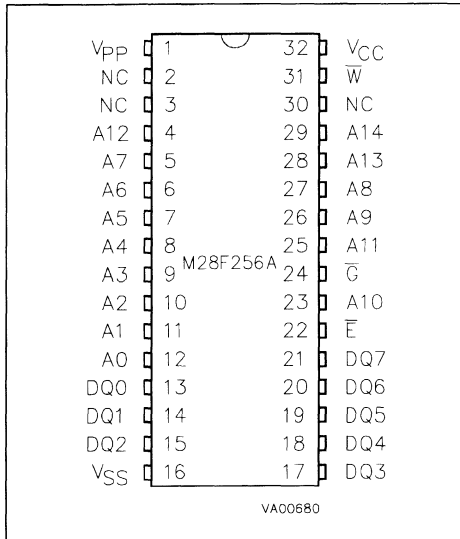 VPP 1 32 VCC
NC 2 31 W̅
NC 3 30 NC
A12 4 29 A14
A7 5 28 A13
A6 6 27 A8
A5 7 26 A9
A4 8 25 A11
M28F256A
A3 9 24 G̅
A2 10 23 A10
A1 11 22 E̅
A0 12 21 DQ7
DQ0 13 20 DQ6
DQ1 14 19 DQ5
DQ2 15 18 DQ4
VSS 16 17 DQ3
VA00680